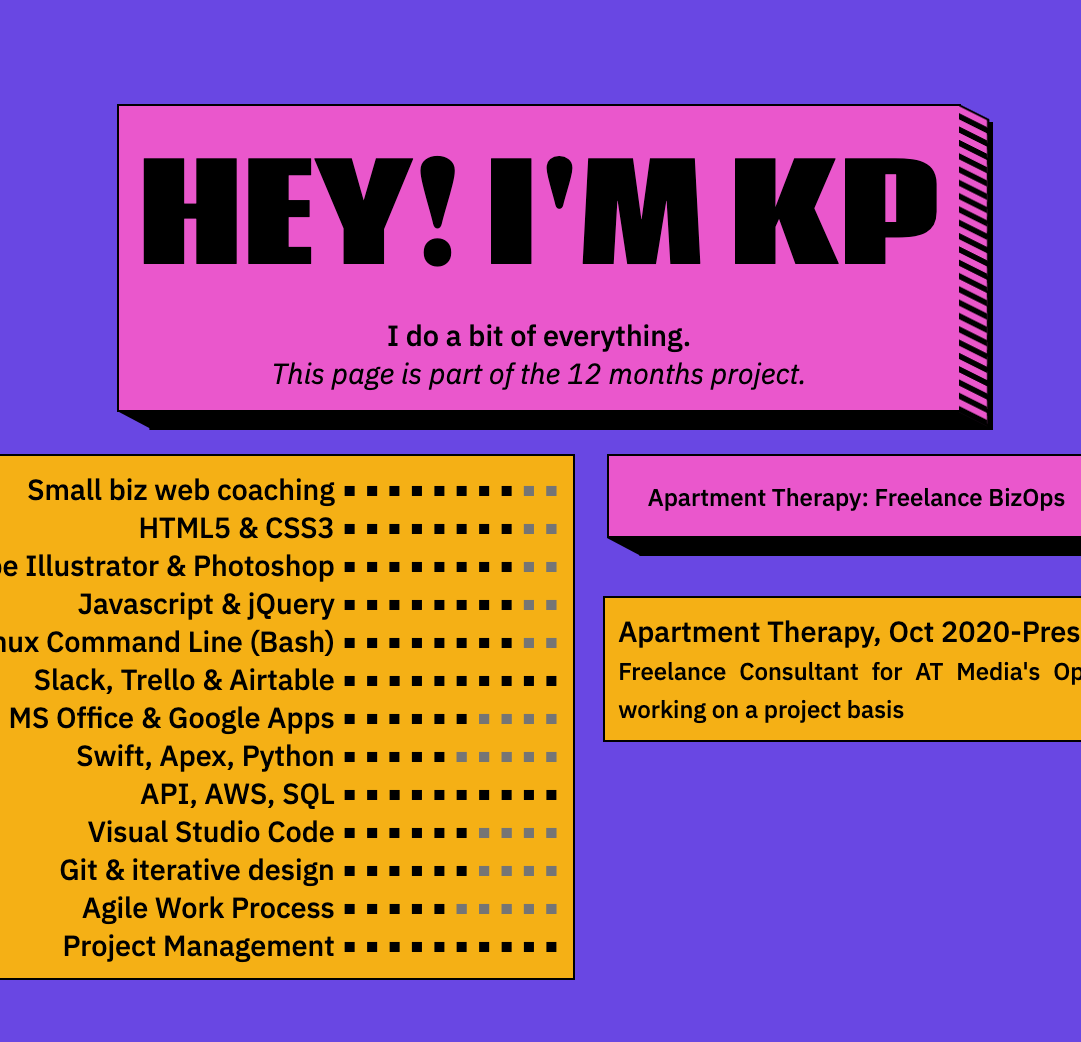 HEY! I'M KP
I do a bit of everything.
This page is part of the 12 months project.
Small biz web coaching
HTML5 & CSS3
Illustrator & Photoshop
Javascript & jQuery
Command Line (Bash)
Slack, Trello & Airtable
MS Office & Google Apps
Swift, Apex, Python
API, AWS, SQL
Visual Studio Code
Git & iterative design
Agile Work Process
Project Management
Apartment Therapy: Freelance BizOps
Apartment Therapy, Oct 2020-Pres
Freelance Consultant for AT Media's Op
working on a project basis